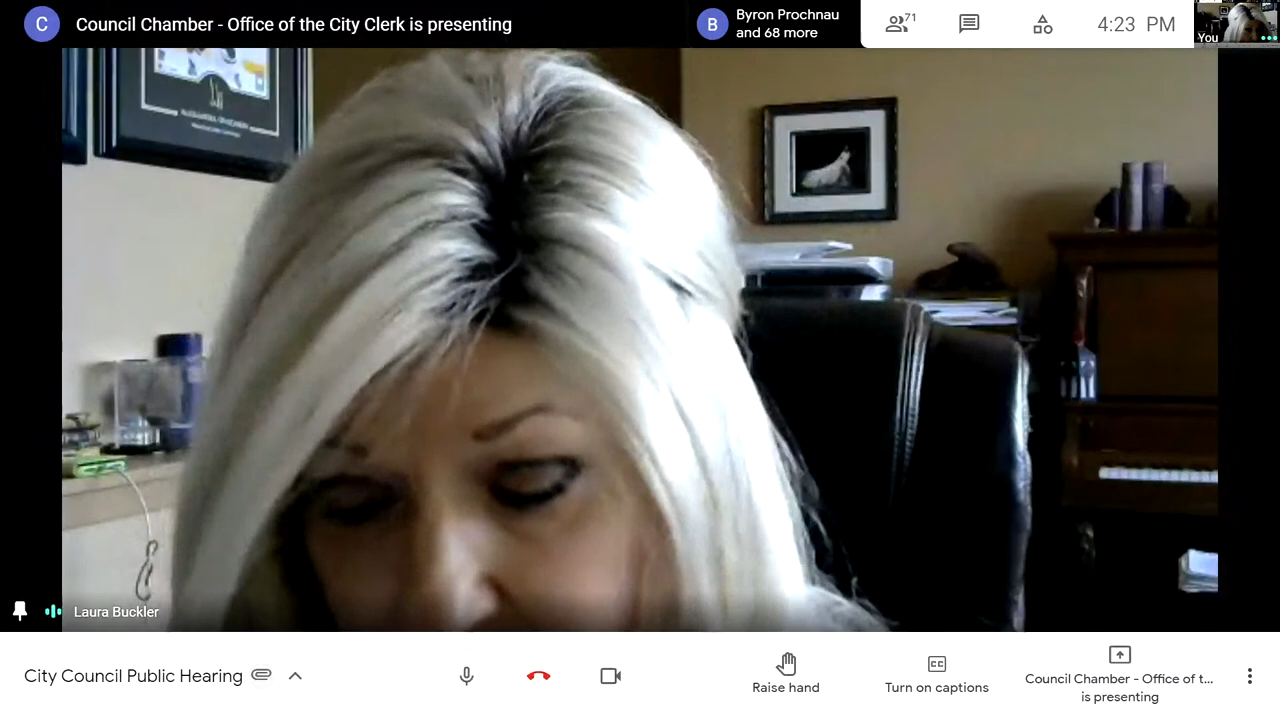 C
Council Chamber - Office of the City Clerk is presenting
B
Byron Prochnau
and 68 more
71
4:23 PM
You
Laura Buckler
City Council Public Hearing
Raise hand
CC
Turn on captions
Council Chamber - Office of t...
is presenting